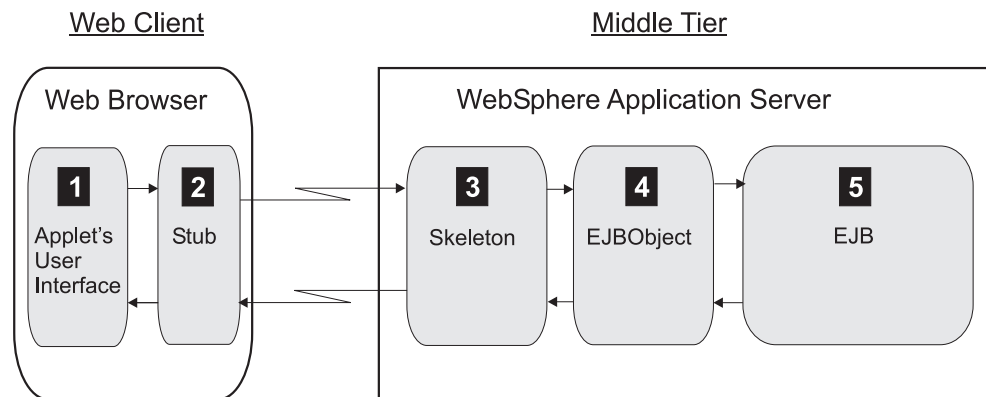 Web Client
Middle Tier
Web Browser
WebSphere Application Server
1
Applet's
User
Interface
2
Stub
3
Skeleton
4
EJBObject
5
EJB